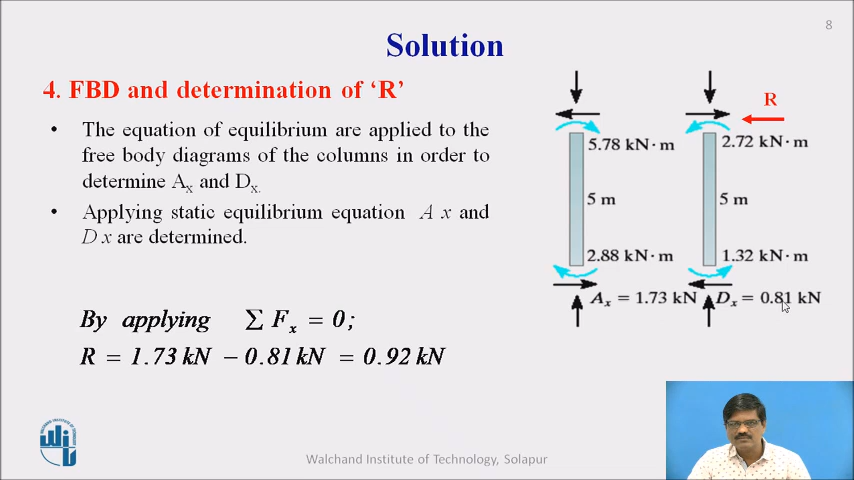 8
Solution
4. FBD and determination of ‘R’
• The equation of equilibrium are applied to the
free body diagrams of the columns in order to
determine Ax and Dx.
• Applying static equilibrium equation A x and
D x are determined.
By applying ∑ Fx = 0;
R = 1.73 kN − 0.81 kN = 0.92 kN
R
5.78 kN·m
2.72 kN·m
5 m
5 m
2.88 kN·m
1.32 kN·m
Ax = 1.73 kN
Dx = 0.81 kN
Walchand Institute of Technology, Solapur